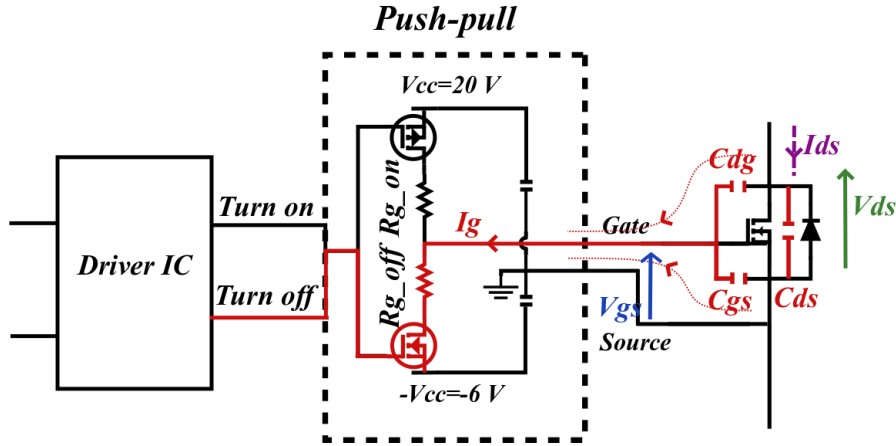 Push-pull
Vcc=20 V
Cdg
Ids
Turn on
Rg_on
Ig
Gate
Vds
Driver IC
Turn off
Rg_off
Vgs
Cgs
Cds
Source
-Vcc=-6 V